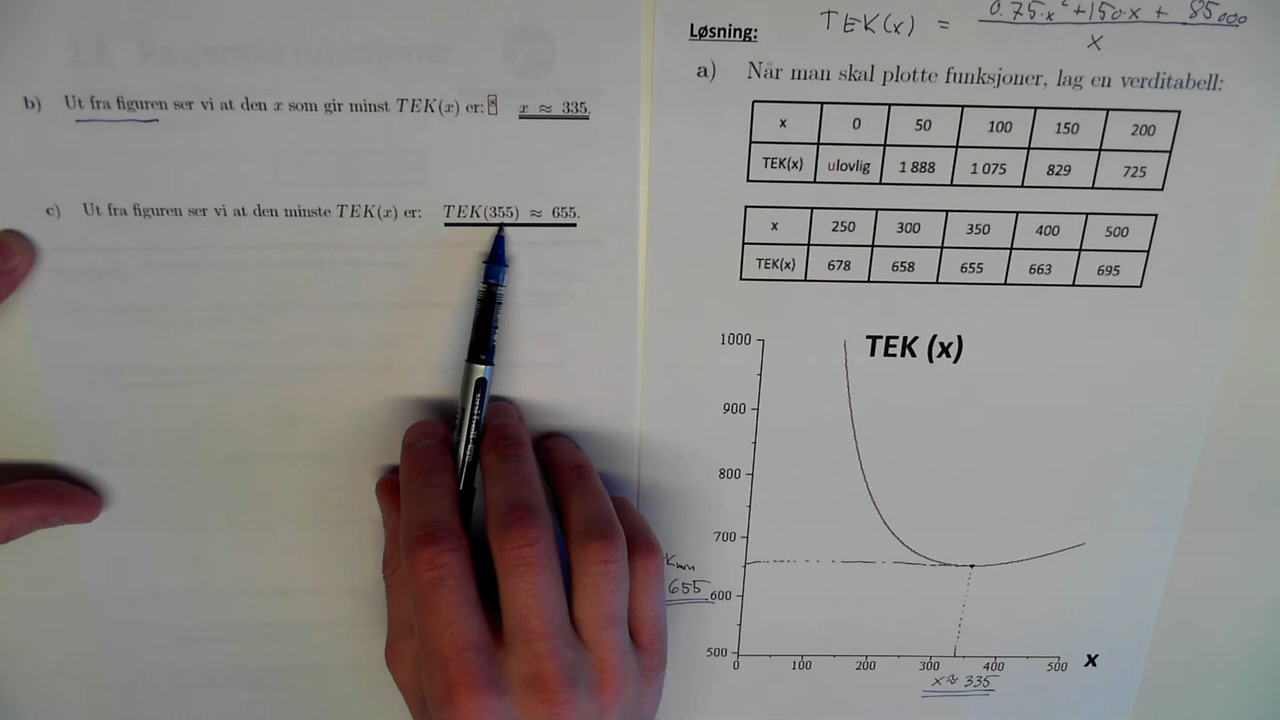 b) Ut fra figuren ser vi at den x som gir minst TEK(x) er: 8 x ≈ 335.
c) Ut fra figuren ser vi at den minste TEK(x) er: TEK(355) ≈ 655.
Løsning:
TEK(x) = 0.75·x²+150·x + 85000
x
a) Når man skal plotte funksjoner, lag en verditabell:
x 0 50 100 150 200
TEK(x) ulovlig 1 888 1 075 829 725
x 250 300 350 400 500
TEK(x) 678 658 655 663 695
TEK (x)
1000
900
800
700
Kmin
655
600
500
0 100 200 300 400 500 x
x ≈ 335